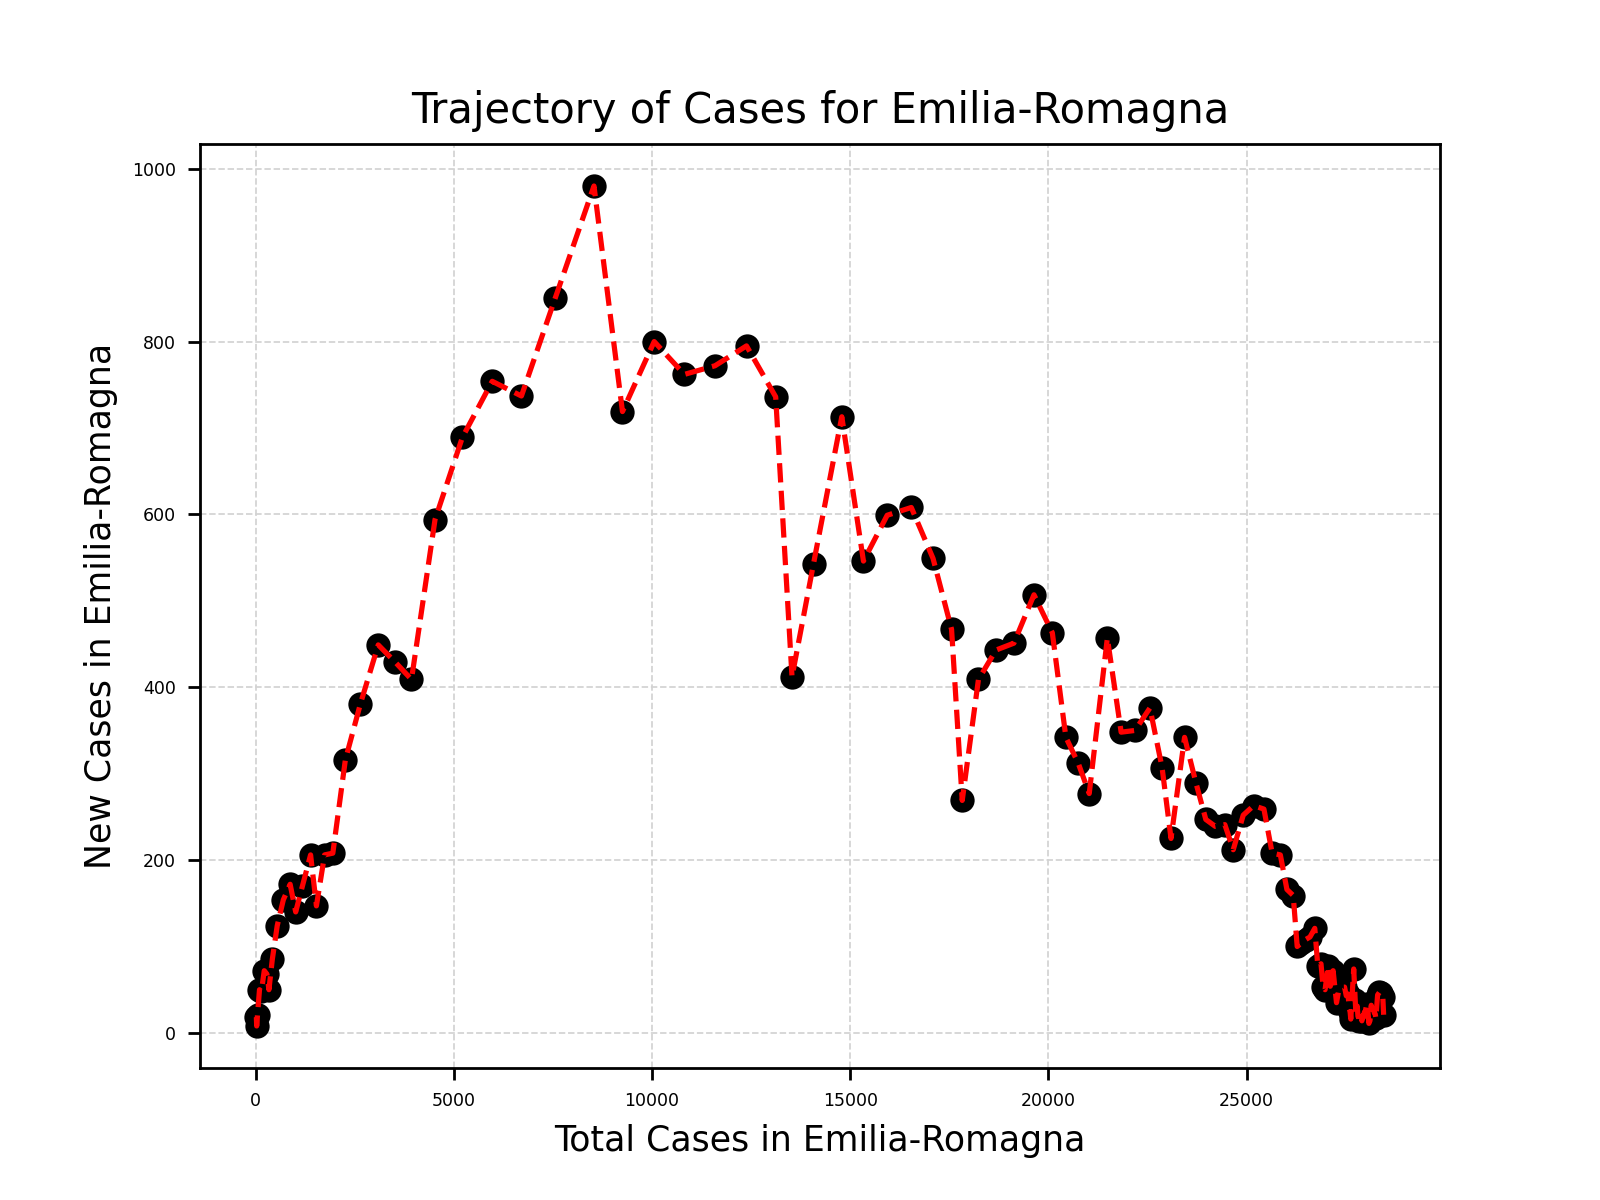 Trajectory of Cases for Emilia-Romagna
1000
800
600
400
200
0
New Cases in Emilia-Romagna
0 5000 10000 15000 20000 25000
Total Cases in Emilia-Romagna